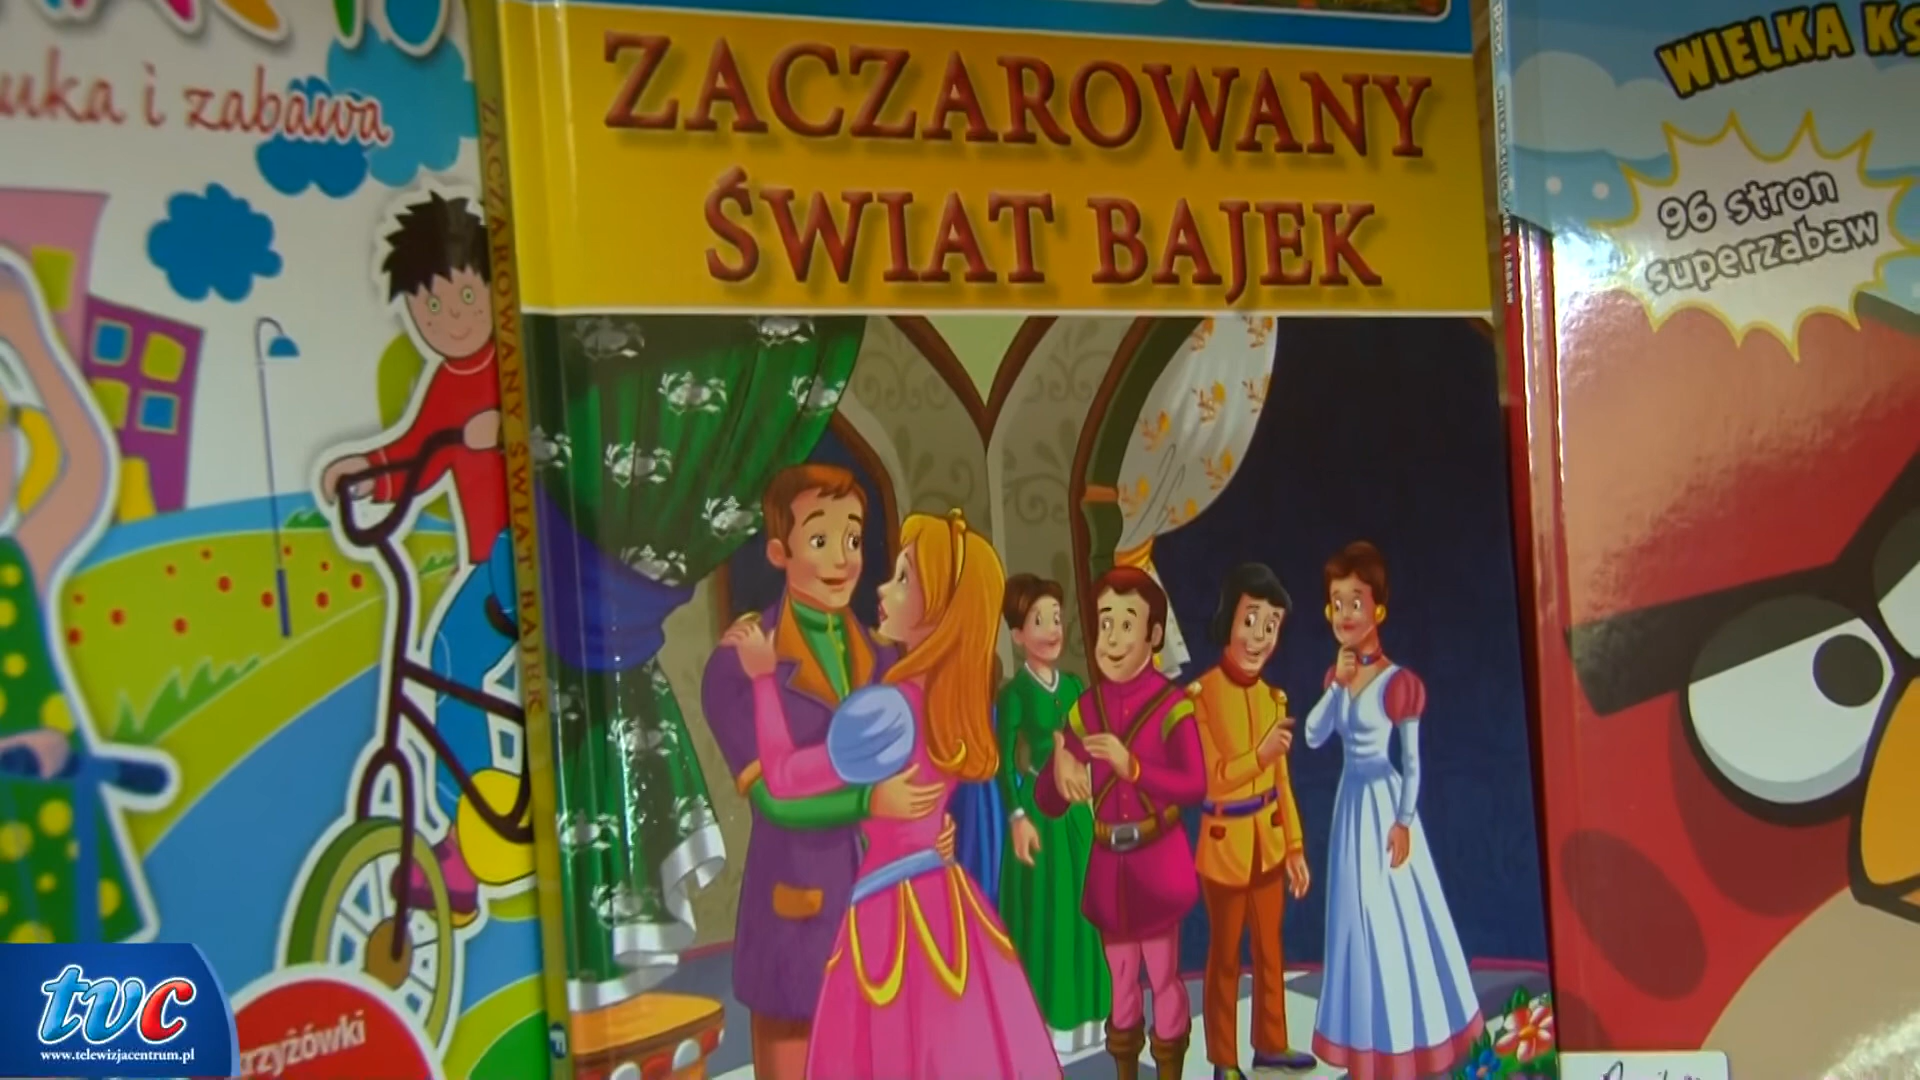 uka i zabawa
ZACZAROWANY
ŚWIAT BAJEK
ZACZAROWANY ŚWIAT BAJEK
WIELKA KS
96 stron
superzabaw
rzyżówki
tvc
www.telewizjacentrum.pl